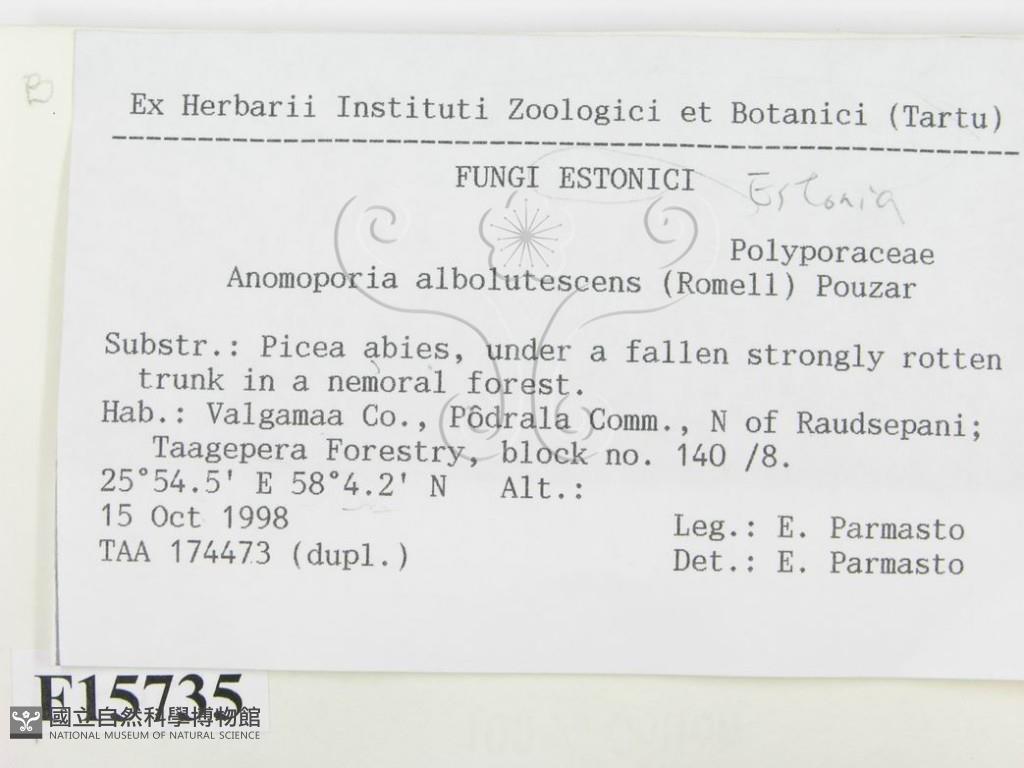 Ex Herbarii Instituti Zoologici et Botanici (Tartu)
FUNGI ESTONICI Estonia
Polyporaceae
Anomoporia albolutescens (Romell) Pouzar
Substr.: Picea abies, under a fallen strongly rotten
trunk in a nemoral forest.
Hab.: Valgamaa Co., Pôdrala Comm., N of Raudsepani;
Taagepera Forestry, block no. 140 /8.
25°54.5' E 58°4.2' N Alt.:
15 Oct 1998 Leg.: E. Parmasto
TAA 174473 (dupl.) Det.: E. Parmasto
F15735
國立自然科學博物館
NATIONAL MUSEUM OF NATURAL SCIENCE